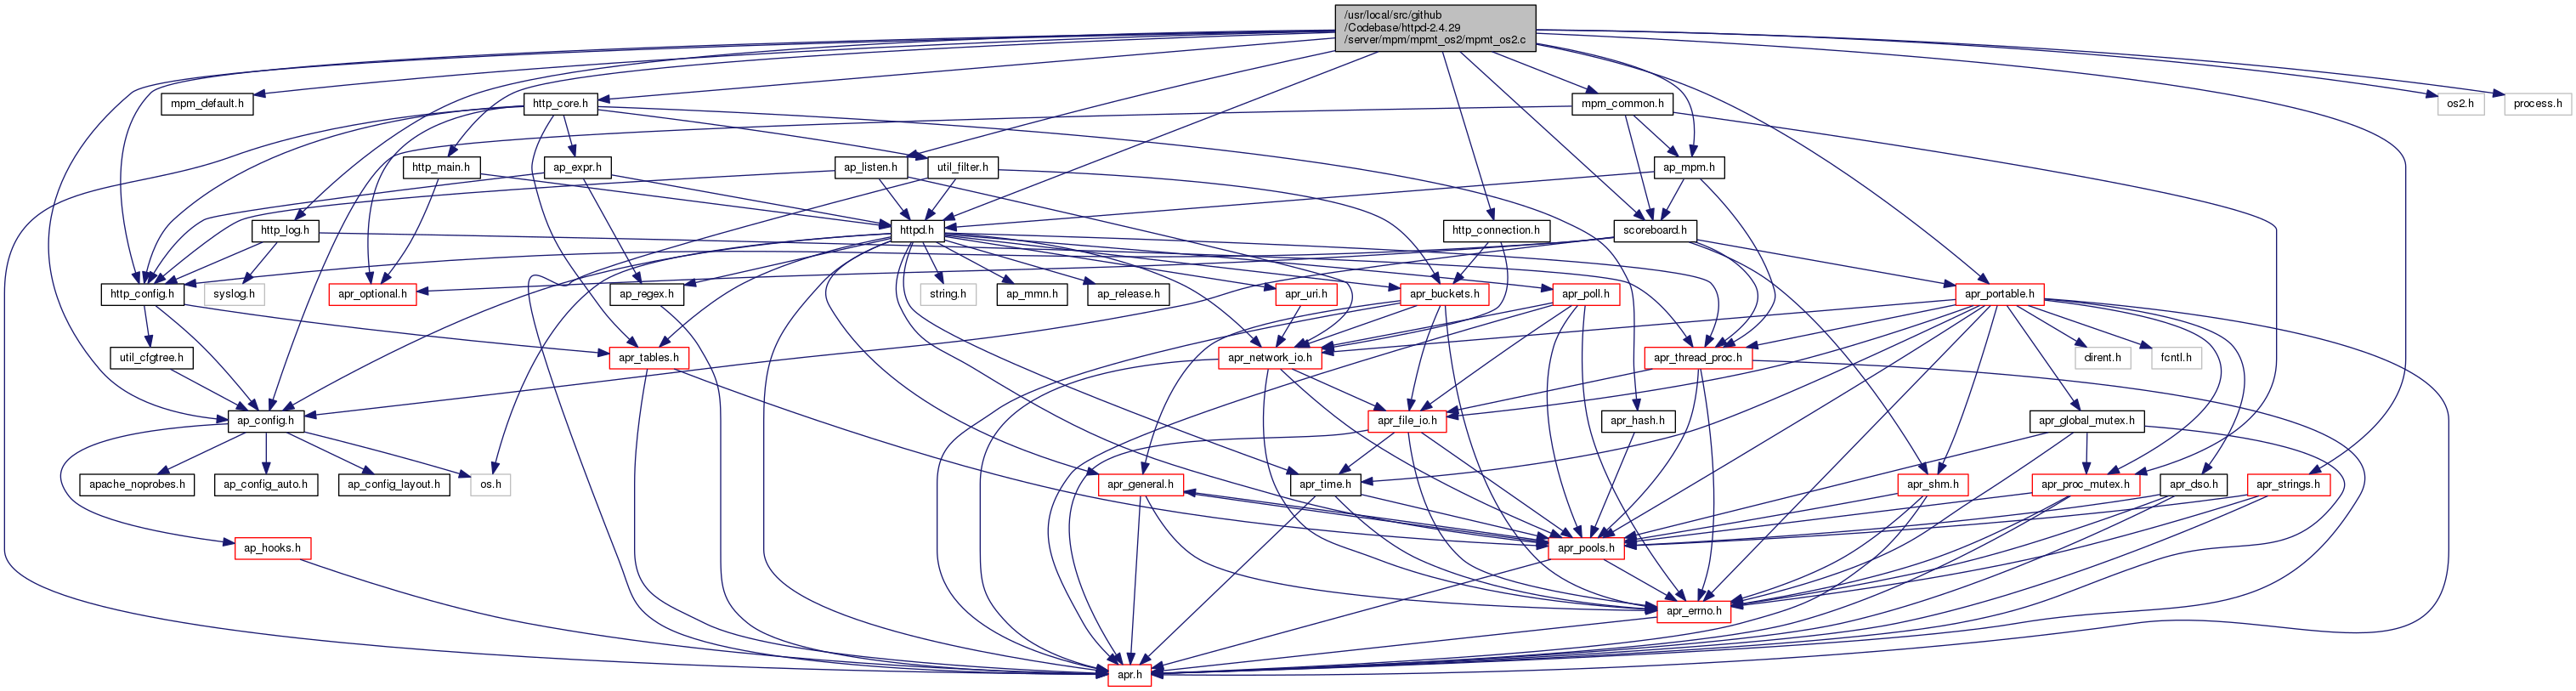 /usr/local/src/github
/Codebase/httpd-2.4.29
/server/mpm/mpmt_os2/mpmt_os2.c
mpm_default.h
http_core.h
mpm_common.h
os2.h
process.h
http_main.h
ap_expr.h
ap_listen.h
util_filter.h
ap_mpm.h
http_log.h
httpd.h
http_connection.h
scoreboard.h
http_config.h
syslog.h
apr_optional.h
ap_regex.h
string.h
ap_mmn.h
ap_release.h
apr_uri.h
apr_buckets.h
apr_poll.h
apr_portable.h
util_cfgtree.h
apr_tables.h
apr_network_io.h
apr_thread_proc.h
dirent.h
fcntl.h
ap_config.h
apr_file_io.h
apr_hash.h
apr_global_mutex.h
apache_noprobes.h
ap_config_auto.h
ap_config_layout.h
os.h
apr_general.h
apr_time.h
apr_shm.h
apr_proc_mutex.h
apr_dso.h
apr_strings.h
ap_hooks.h
apr_pools.h
apr_errno.h
apr.h